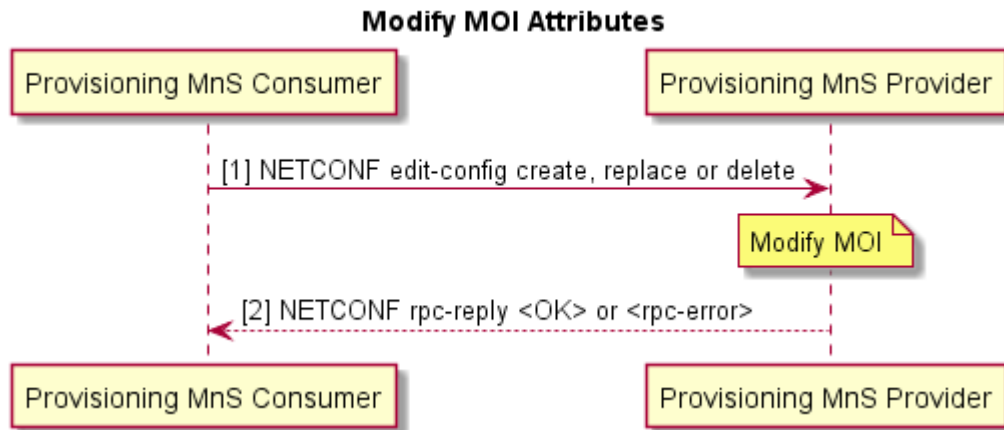 Modify MOI Attributes
Provisioning MnS Consumer
Provisioning MnS Provider
[1] NETCONF edit-config create, replace or delete
Modify MOI
[2] NETCONF rpc-reply <OK> or <rpc-error>
Provisioning MnS Consumer
Provisioning MnS Provider